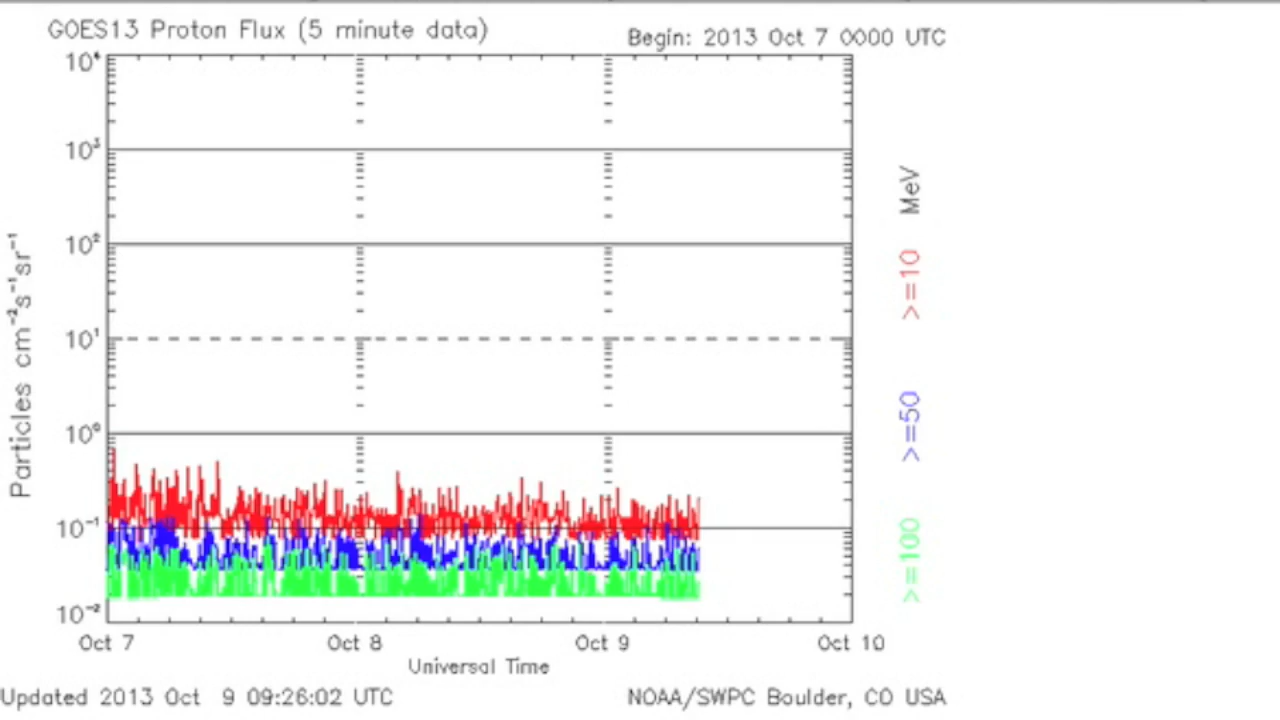 GOES13 Proton Flux (5 minute data)
Begin: 2013 Oct 7 0000 UTC
10⁴
10³
10²
10¹
10⁰
10⁻¹
10⁻²
Particles cm⁻²s⁻¹sr⁻¹
MeV
>=10
>=50
>=100
Oct 7
Oct 8
Oct 9
Oct 10
Universal Time
Updated 2013 Oct 9 09:26:02 UTC
NOAA/SWPC Boulder, CO USA